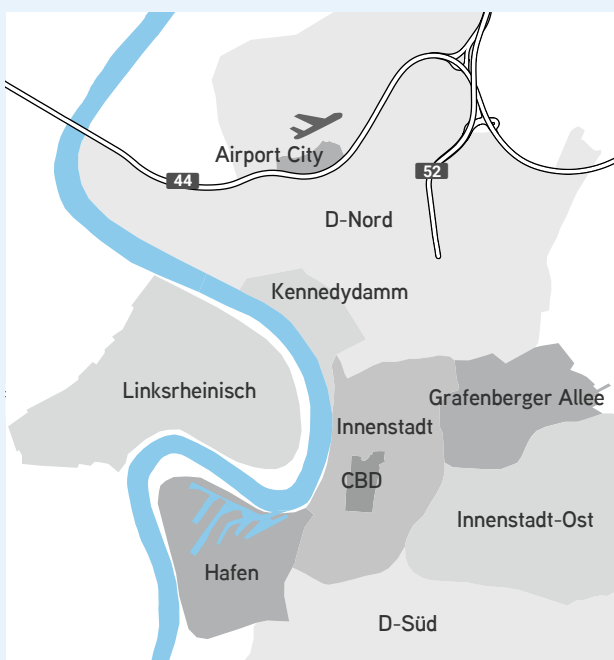 Airport City
44
52
D-Nord
Kennedydamm
Linksrheinisch
Grafenberger Allee
Innenstadt
CBD
Innenstadt-Ost
Hafen
D-Süd